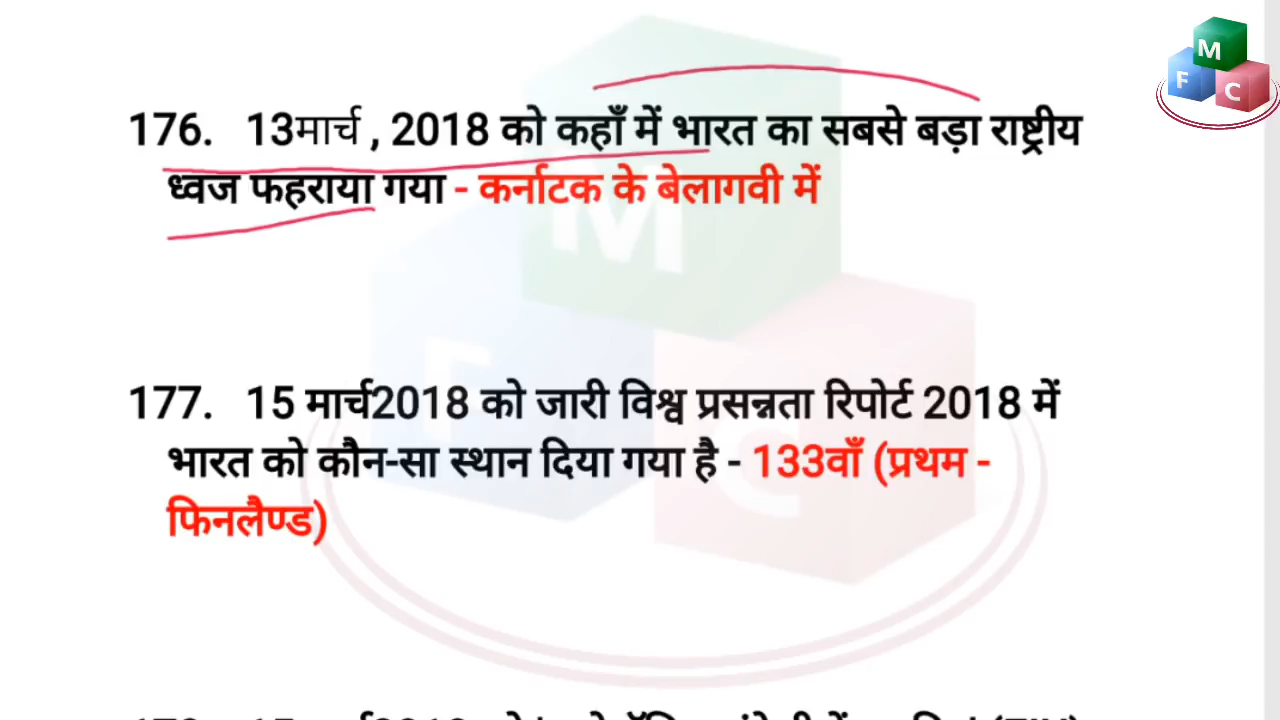 M
F
C
176. 13मार्च , 2018 को कहाँ में भारत का सबसे बड़ा राष्ट्रीय
ध्वज फहराया गया - कर्नाटक के बेलागवी में
177. 15 मार्च2018 को जारी विश्व प्रसन्नता रिपोर्ट 2018 में
भारत को कौन-सा स्थान दिया गया है - 133वाँ (प्रथम -
फिनलैण्ड)